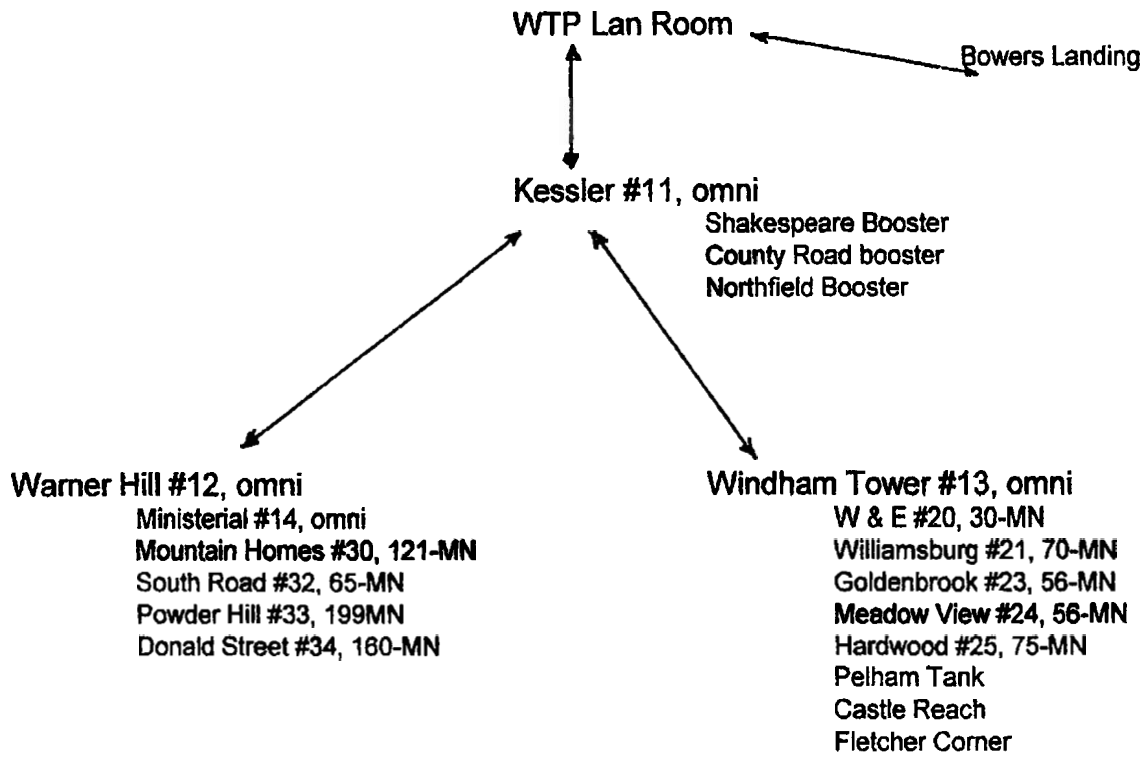 WTP Lan Room
Bowers Landing
Kessler #11, omni
Shakespeare Booster
County Road booster
Northfield Booster
Warner Hill #12, omni
Ministerial #14, omni
Mountain Homes #30, 121-MN
South Road #32, 65-MN
Powder Hill #33, 199MN
Donald Street #34, 160-MN
Windham Tower #13, omni
W & E #20, 30-MN
Williamsburg #21, 70-MN
Goldenbrook #23, 56-MN
Meadow View #24, 56-MN
Hardwood #25, 75-MN
Pelham Tank
Castle Reach
Fletcher Corner